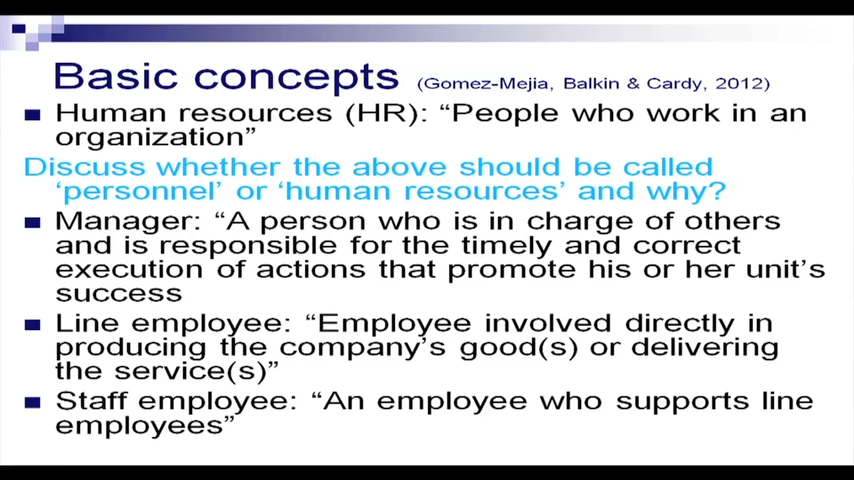 Basic concepts (Gomez-Mejia, Balkin & Cardy, 2012)
Human resources (HR): “People who work in an
organization”
Discuss whether the above should be called
‘personnel’ or ‘human resources’ and why?
Manager: “A person who is in charge of others
and is responsible for the timely and correct
execution of actions that promote his or her unit’s
success
Line employee: “Employee involved directly in
producing the company’s good(s) or delivering
the service(s)”
Staff employee: “An employee who supports line
employees”